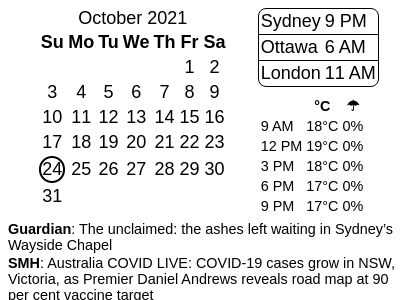 October 2021
Su Mo Tu We Th Fr Sa
1 2
3 4 5 6 7 8 9
10 11 12 13 14 15 16
17 18 19 20 21 22 23
24 25 26 27 28 29 30
31
Sydney 9 PM
Ottawa 6 AM
London 11 AM
°C ☂
9 AM 18°C 0%
12 PM 19°C 0%
3 PM 18°C 0%
6 PM 17°C 0%
9 PM 17°C 0%
Guardian: The unclaimed: the ashes left waiting in Sydney’s
Wayside Chapel
SMH: Australia COVID LIVE: COVID-19 cases grow in NSW,
Victoria, as Premier Daniel Andrews reveals road map at 90
per cent vaccine target